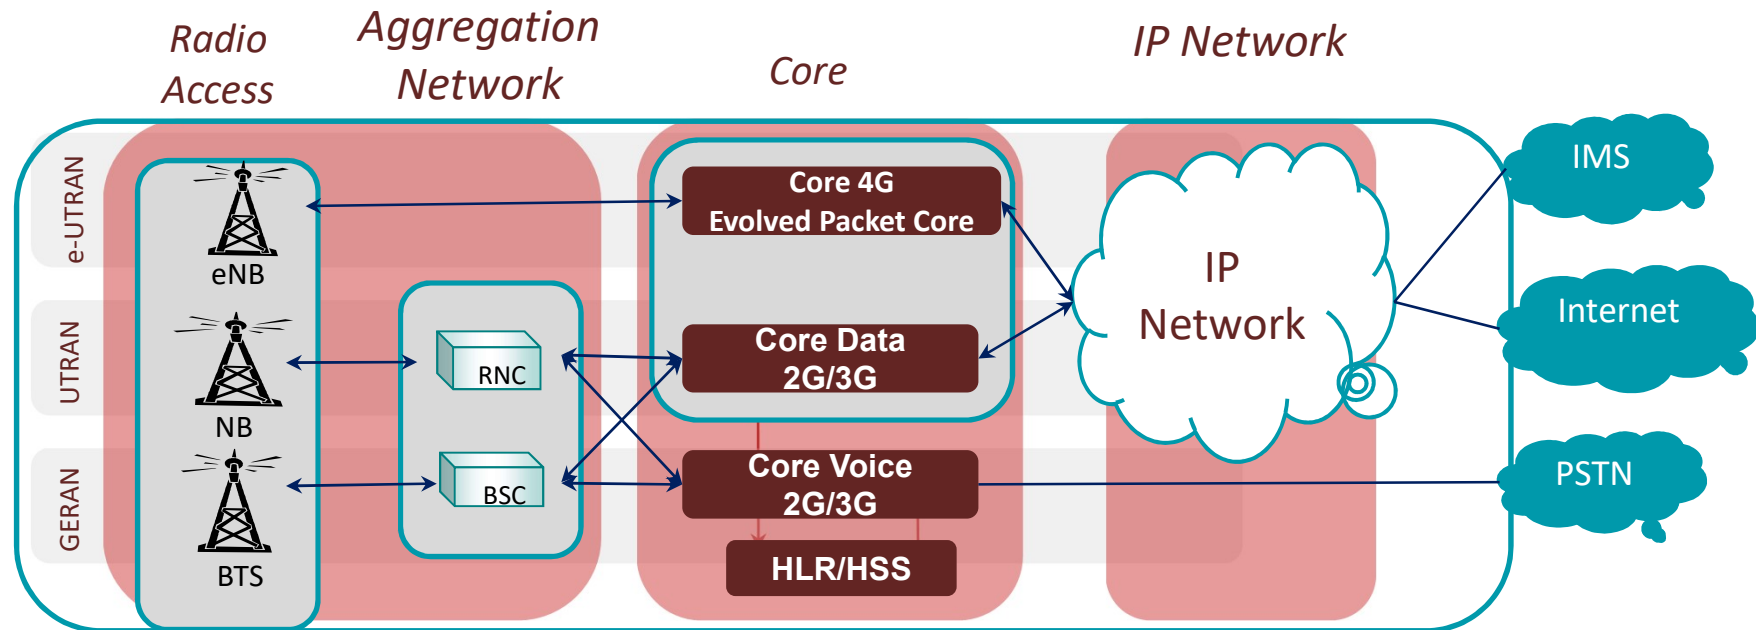 Radio
Access
Aggregation
Network
Core
IP Network
e-UTRAN
eNB
Core 4G
Evolved Packet Core
IP
Network
IMS
UTRAN
NB
RNC
Core Data
2G/3G
Internet
GERAN
BTS
BSC
Core Voice
2G/3G
PSTN
HLR/HSS